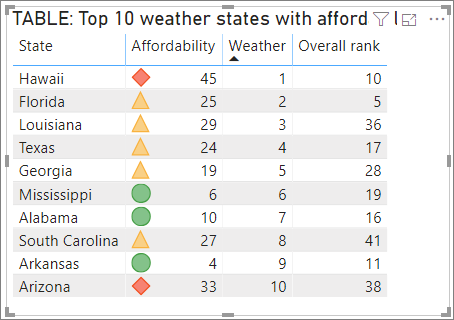 TABLE: Top 10 weather states with afford
State Affordability Weather Overall rank
Hawaii 45 1 10
Florida 25 2 5
Louisiana 29 3 36
Texas 24 4 17
Georgia 19 5 28
Mississippi 6 6 19
Alabama 10 7 16
South Carolina 27 8 41
Arkansas 4 9 11
Arizona 33 10 38